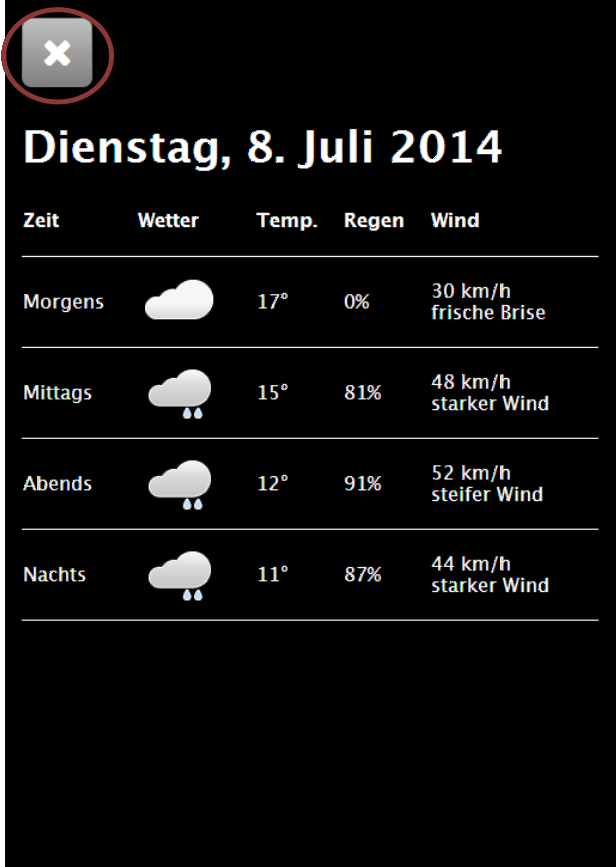 Dienstag, 8. Juli 2014
Zeit Wetter Temp. Regen Wind
Morgens 17° 0% 30 km/h
frische Brise
Mittags 15° 81% 48 km/h
starker Wind
Abends 12° 91% 52 km/h
steifer Wind
Nachts 11° 87% 44 km/h
starker Wind